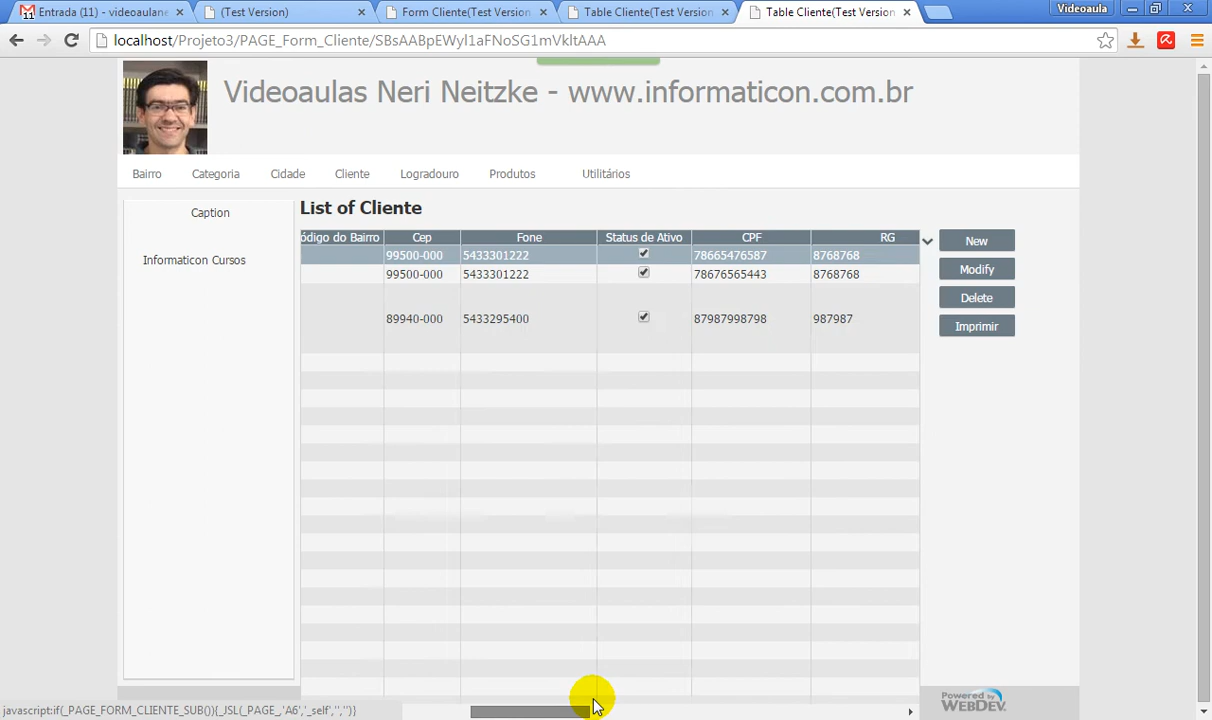 Entrada (11) - videoaulane
(Test Version)
Form Cliente(Test Version
Table Cliente(Test Version
Table Cliente(Test Version
Videoaula
localhost/Projeto3/PAGE_Form_Cliente/SBsAABpEWyl1aFNoSG1mVkltAAA
Videoaulas Neri Neitzke - www.informaticon.com.br
Bairro Categoria Cidade Cliente Logradouro Produtos Utilitários
Caption
Informaticon Cursos
List of Cliente
ódigo do Bairro Cep Fone Status de Ativo CPF RG
99500-000 5433301222 78665476587 8768768
99500-000 5433301222 78676565443 8768768
89940-000 5433295400 87987998798 987987
New
Modify
Delete
Imprimir
javascript:if(_PAGE_FORM_CLIENTE_SUB()){_JSL(_PAGE_,'A6','_self','','')}
Powered by
WEBDEV